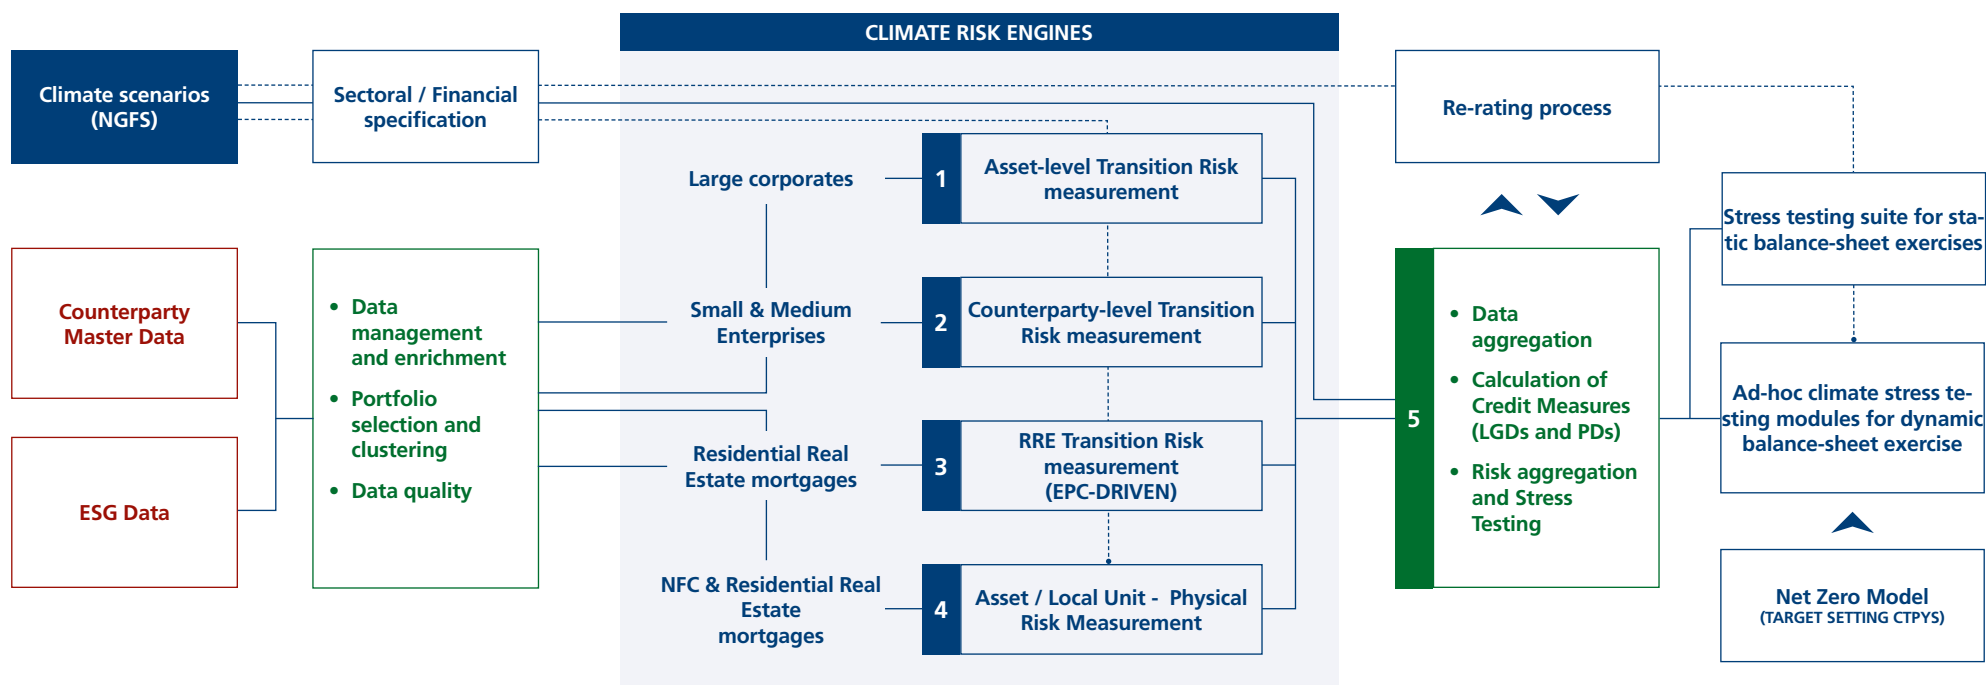 CLIMATE RISK ENGINES
Climate scenarios
(NGFS)
Sectoral / Financial
specification
Re-rating process
Large corporates
1
Asset-level Transition Risk
measurement
Stress testing suite for sta-
tic balance-sheet exercises
Counterparty
Master Data
• Data
management
and enrichment
• Portfolio
selection and
clustering
• Data quality
Small & Medium
Enterprises
2
Counterparty-level Transition
Risk measurement
5
• Data
aggregation
• Calculation of
Credit Measures
(LGDs and PDs)
• Risk aggregation
and Stress
Testing
Ad-hoc climate stress te-
sting modules for dynamic
balance-sheet exercise
ESG Data
Residential Real
Estate mortgages
3
RRE Transition Risk
measurement
(EPC-DRIVEN)
NFC & Residential Real
Estate
mortgages
4
Asset / Local Unit - Physical
Risk Measurement
Net Zero Model
(TARGET SETTING CTPYS)